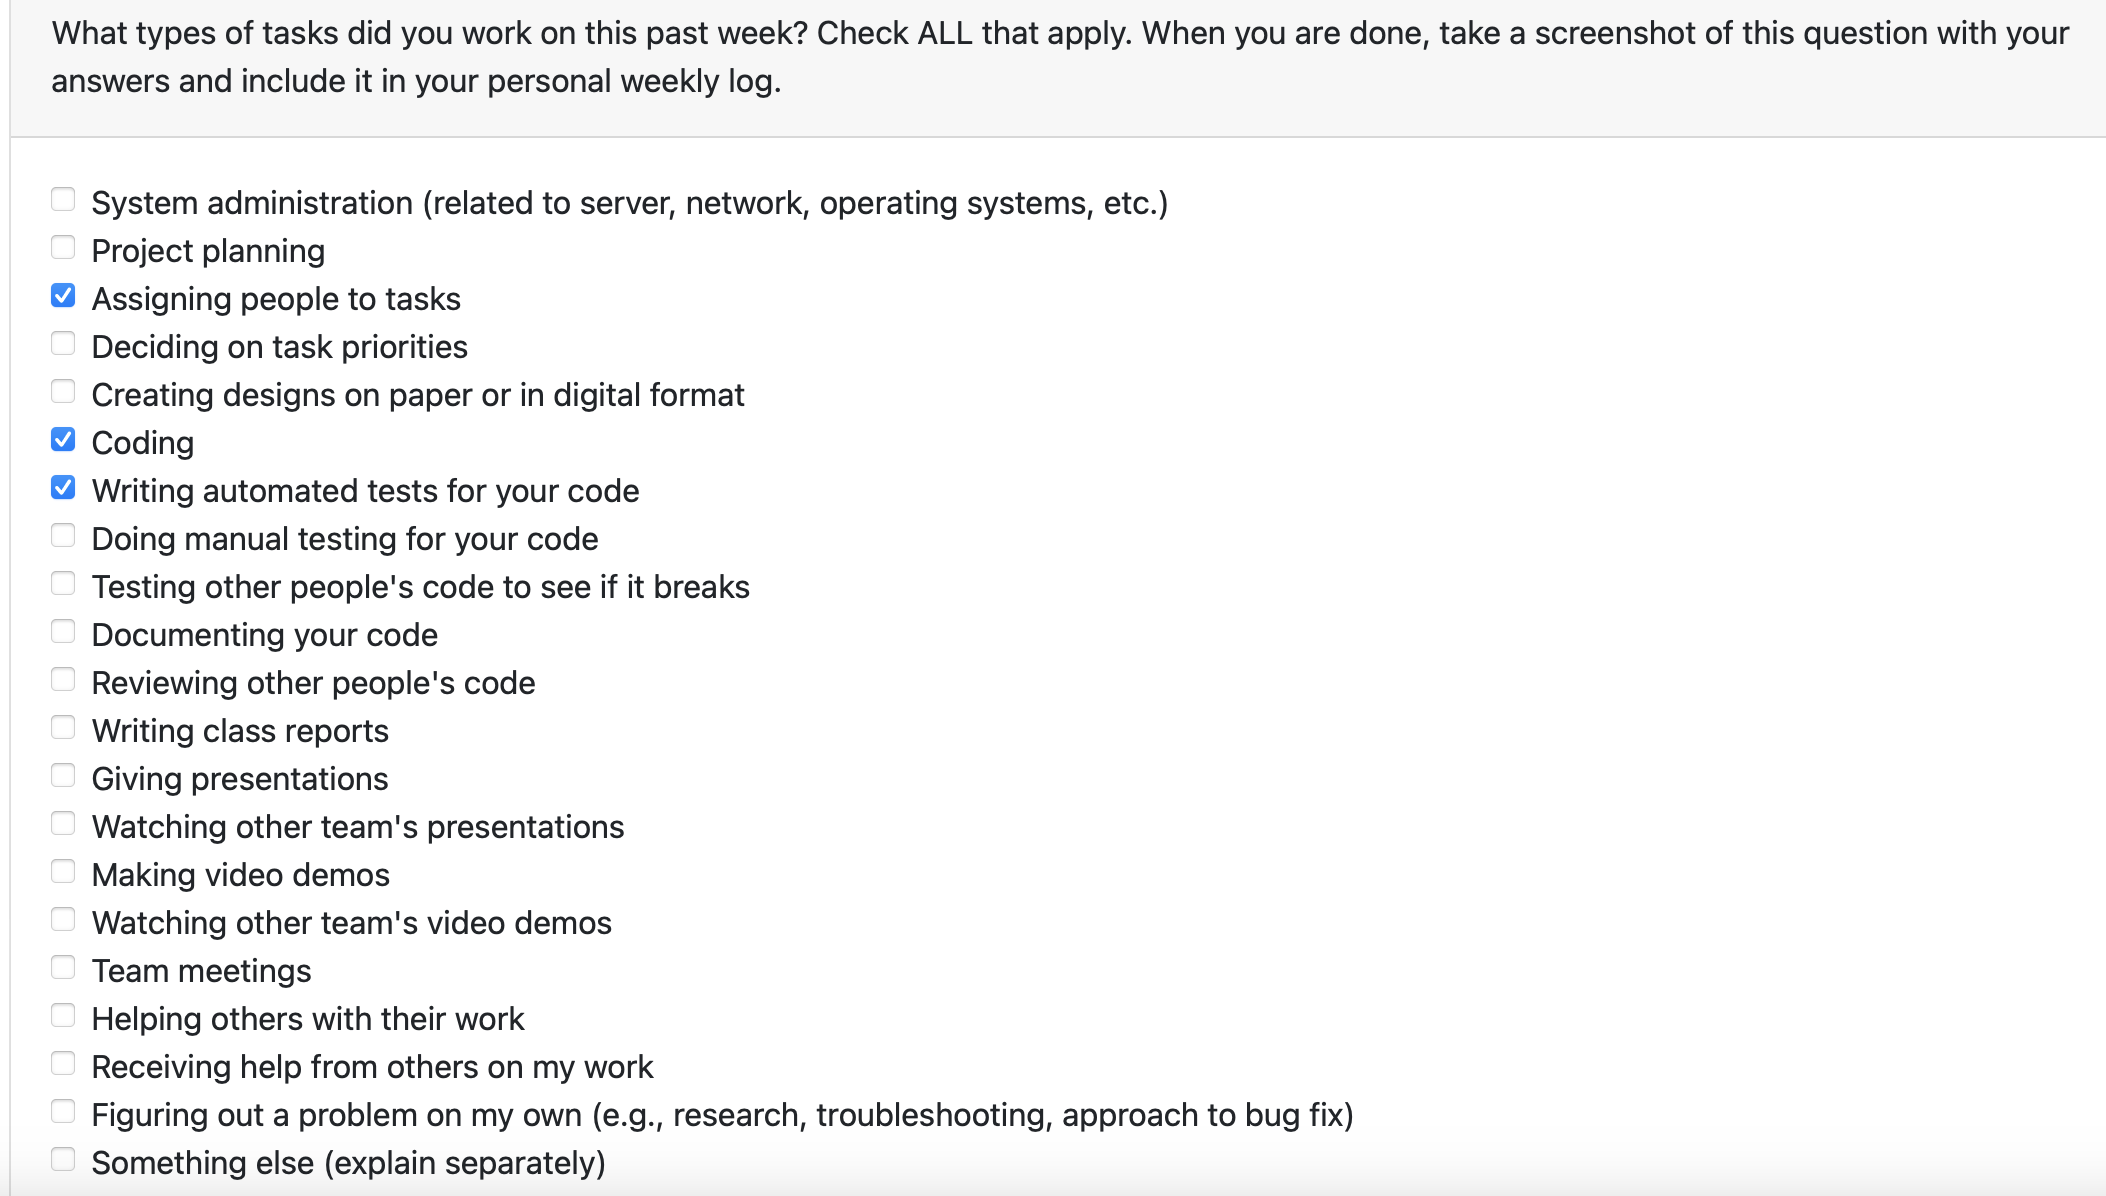 What types of tasks did you work on this past week? Check ALL that apply. When you are done, take a screenshot of this question with your
answers and include it in your personal weekly log.
System administration (related to server, network, operating systems, etc.)
Project planning
Assigning people to tasks
Deciding on task priorities
Creating designs on paper or in digital format
Coding
Writing automated tests for your code
Doing manual testing for your code
Testing other people's code to see if it breaks
Documenting your code
Reviewing other people's code
Writing class reports
Giving presentations
Watching other team's presentations
Making video demos
Watching other team's video demos
Team meetings
Helping others with their work
Receiving help from others on my work
Figuring out a problem on my own (e.g., research, troubleshooting, approach to bug fix)
Something else (explain separately)